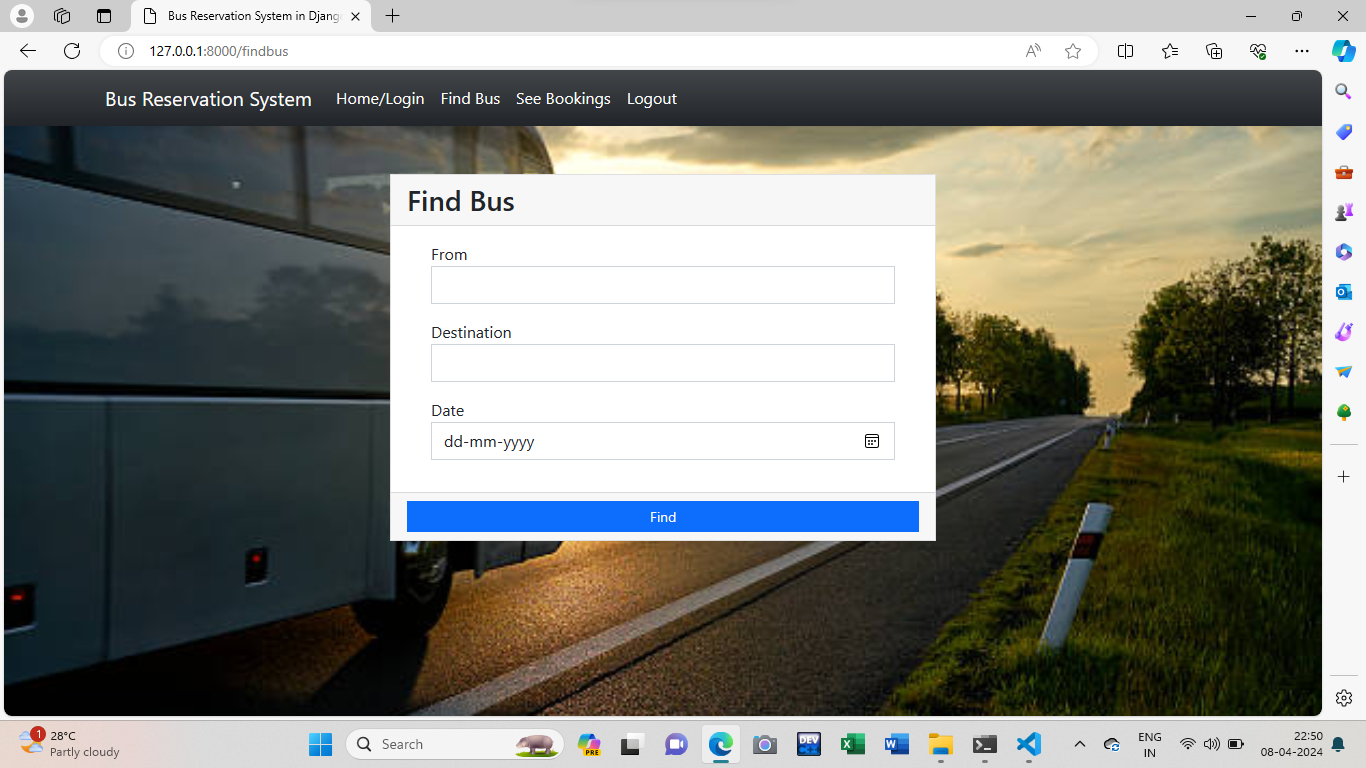 Bus Reservation System in Djang
127.0.0.1:8000/findbus
Bus Reservation System Home/Login Find Bus See Bookings Logout
Find Bus
From
Destination
Date
dd-mm-yyyy
Find
1
28°C
Partly cloudy
Search
PRE
DEV
ENG
IN
22:50
08-04-2024